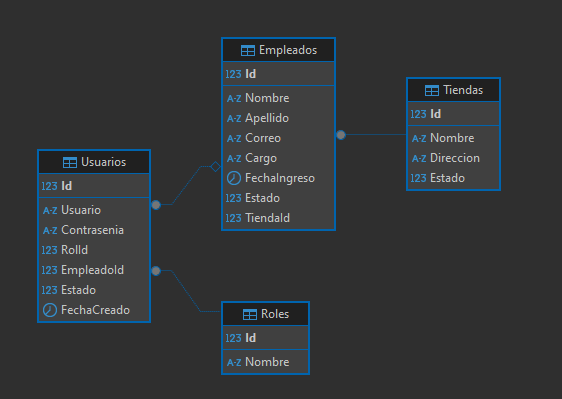 Empleados
123 Id
A-Z Nombre
A-Z Apellido
A-Z Correo
A-Z Cargo
FechaIngreso
123 Estado
123 TiendaId
Tiendas
123 Id
A-Z Nombre
A-Z Direccion
123 Estado
Usuarios
123 Id
A-Z Usuario
A-Z Contrasenia
123 RolId
123 EmpleadoId
123 Estado
FechaCreado
Roles
123 Id
A-Z Nombre